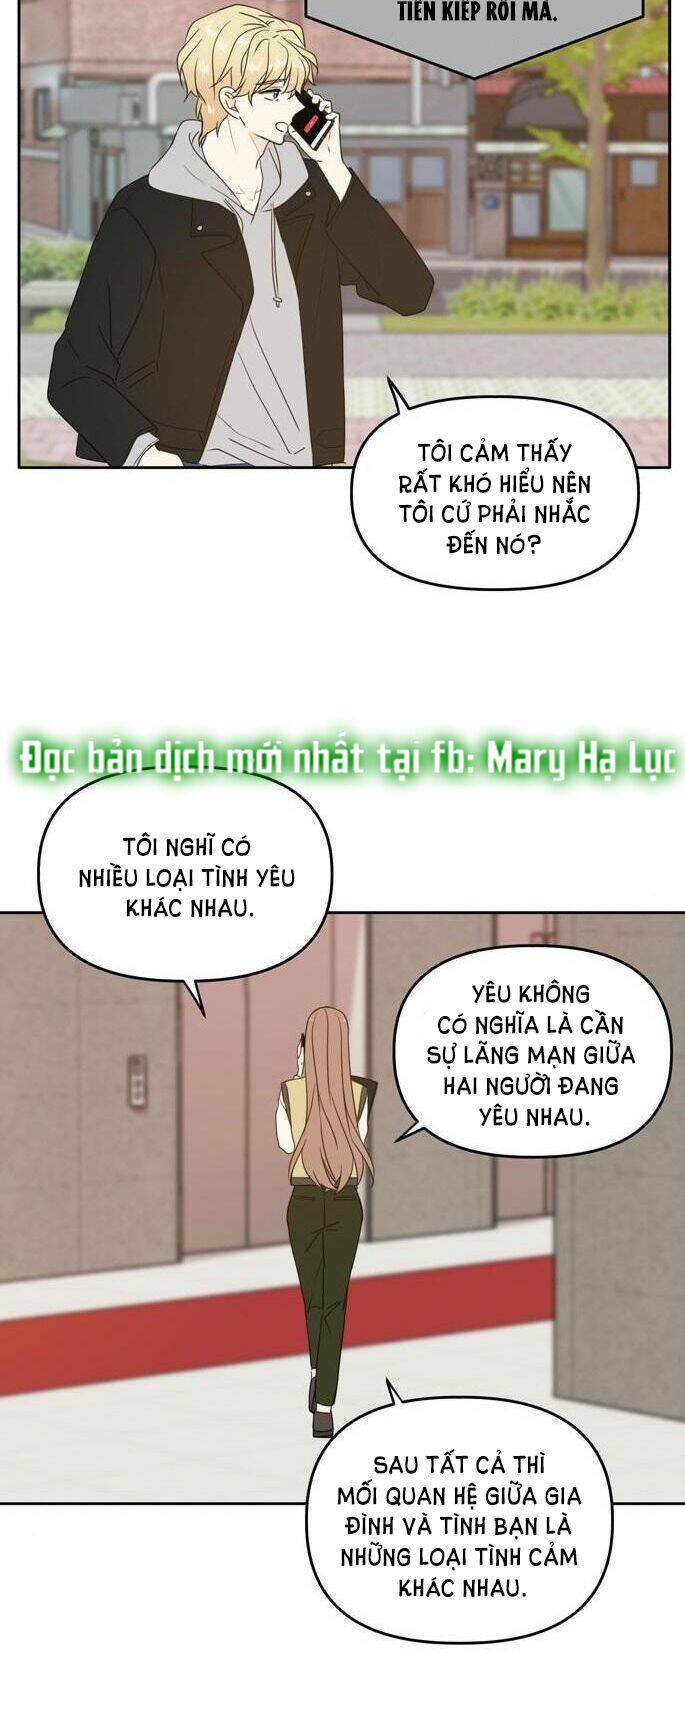 TIỀN KIẾP RỒI MÀ.
TÔI CẢM THẤY
RẤT KHÓ HIỂU NÊN
TÔI CỨ PHẢI NHẮC
ĐẾN NÓ?
Đọc bản dịch mới nhất tại fb: Mary Hạ Lục
TÔI NGHĨ CÓ
NHIỀU LOẠI TÌNH YÊU
KHÁC NHAU.
YÊU KHÔNG
CÓ NGHĨA LÀ CẦN
SỰ LÃNG MẠN GIỮA
HAI NGƯỜI ĐANG
YÊU NHAU.
SAU TẤT CẢ THÌ
MỐI QUAN HỆ GIỮA GIA
ĐÌNH VÀ TÌNH BẠN LÀ
NHỮNG LOẠI TÌNH CẢM
KHÁC NHAU.